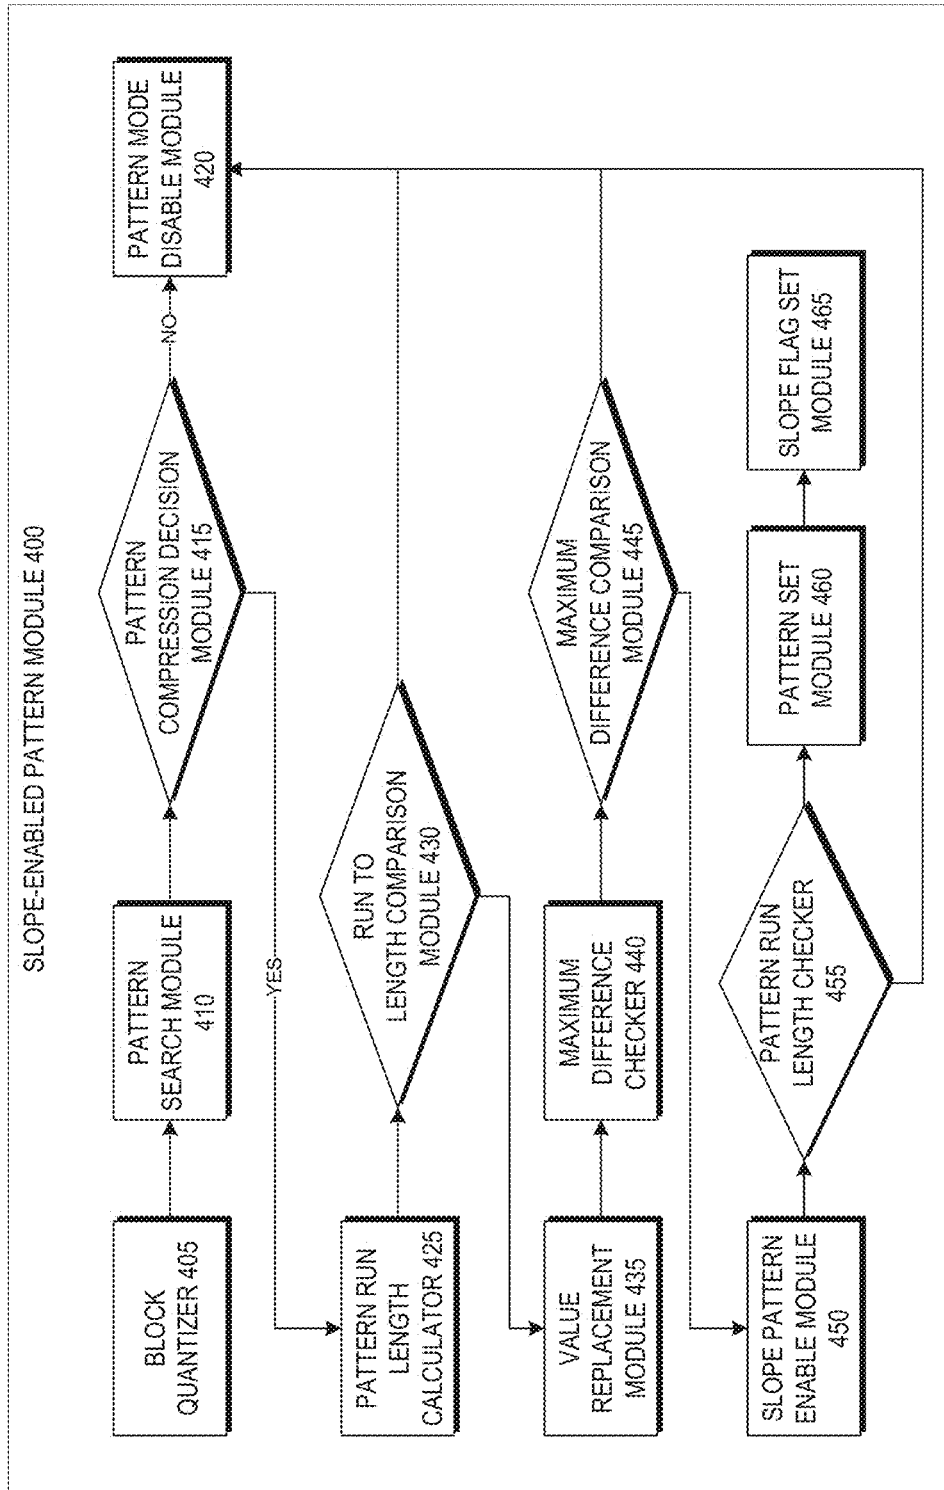 SLOPE-ENABLED PATTERN MODULE 400
BLOCK
QUANTIZER 405
PATTERN
SEARCH MODULE
410
PATTERN
COMPRESSION DECISION
MODULE 415
NO
PATTERN MODE
DISABLE MODULE
420
YES
PATTERN RUN
LENGTH
CALCULATOR 425
RUN TO
LENGTH COMPARISON
MODULE 430
VALUE
REPLACEMENT
MODULE 435
MAXIMUM
DIFFERENCE
CHECKER 440
MAXIMUM
DIFFERENCE COMPARISON
MODULE 445
SLOPE PATTERN
ENABLE MODULE
450
PATTERN RUN
LENGTH CHECKER
455
PATTERN SET
MODULE 460
SLOPE FLAG SET
MODULE 465